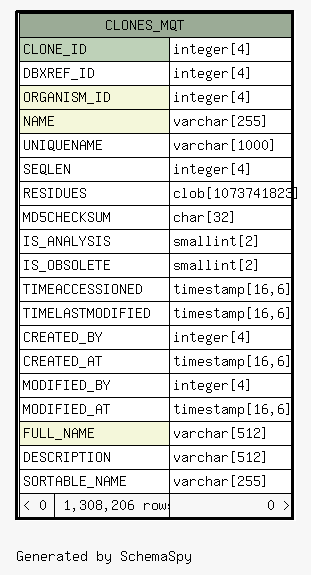 CLONES_MQT
CLONE_ID integer[4]
DBXREF_ID integer[4]
ORGANISM_ID integer[4]
NAME varchar[255]
UNIQUENAME varchar[1000]
SEQLEN integer[4]
RESIDUES clob[1073741823]
MD5CHECKSUM char[32]
IS_ANALYSIS smallint[2]
IS_OBSOLETE smallint[2]
TIMEACCESSIONED timestamp[16,6]
TIMELASTMODIFIED timestamp[16,6]
CREATED_BY integer[4]
CREATED_AT timestamp[16,6]
MODIFIED_BY integer[4]
MODIFIED_AT timestamp[16,6]
FULL_NAME varchar[512]
DESCRIPTION varchar[512]
SORTABLE_NAME varchar[255]
< 0 1,308,206 rows 0 >
Generated by SchemaSpy